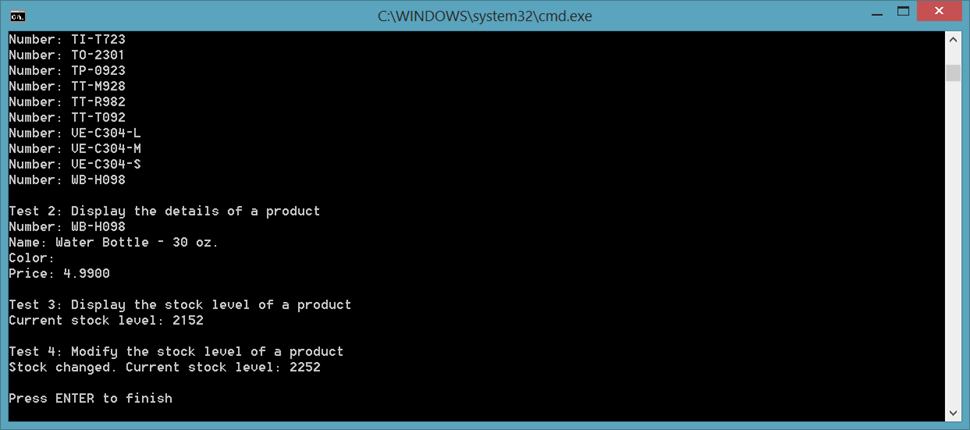 C:\WINDOWS\system32\cmd.exe
Number: TI-T723
Number: TO-2301
Number: TP-0923
Number: TT-M928
Number: TT-R982
Number: TT-T092
Number: VE-C304-L
Number: VE-C304-M
Number: VE-C304-S
Number: WB-H098
Test 2: Display the details of a product
Number: WB-H098
Name: Water Bottle - 30 oz.
Color:
Price: 4.9900
Test 3: Display the stock level of a product
Current stock level: 2152
Test 4: Modify the stock level of a product
Stock changed. Current stock level: 2252
Press ENTER to finish